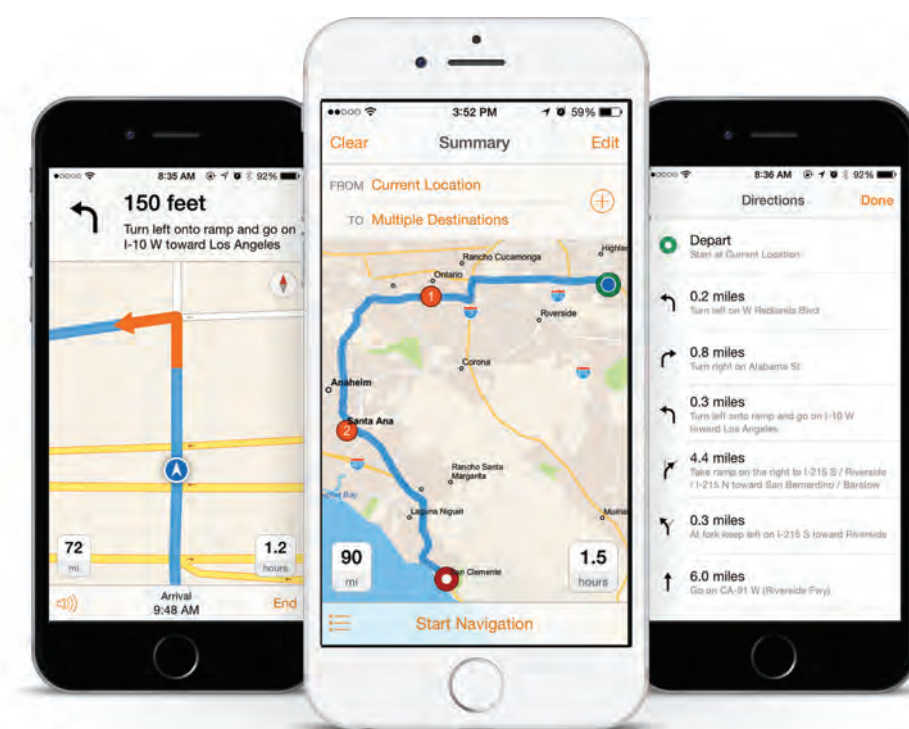 8:35 AM
92%
150 feet
Turn left onto ramp and go on
I-10 W toward Los Angeles
72
mi
1.2
hours
Arrival
9:48 AM
End
3:52 PM
59%
Clear
Summary
Edit
FROM Current Location
TO Multiple Destinations
Rancho Cucamonga
Ontario
1
Riverside
Corona
Anaheim
Santa Ana
2
Rancho Santa
Margarita
Laguna Niguel
San Clemente
90
mi
1.5
hours
Start Navigation
8:36 AM
92%
Directions
Done
Depart
Start at Current Location
0.2 miles
Turn left on W Redlands Blvd
0.8 miles
Turn right on Alabama St
0.3 miles
Turn left onto ramp and go on I-10 W
toward Los Angeles
4.4 miles
Take ramp on the right to I-215 S / Riverside
/ I-215 N toward San Bernardino / Barstow
0.3 miles
At fork keep left on I-215 S toward Riverside
6.0 miles
Go on CA-91 W (Riverside Fwy)